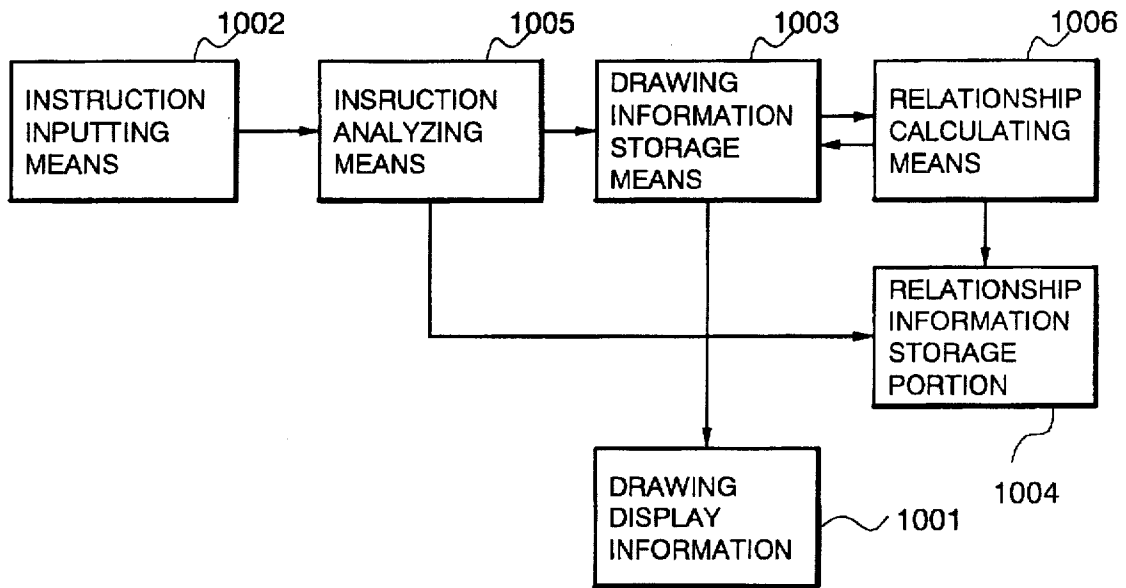 1002
1005
1003
1006
INSTRUCTION
INPUTTING
MEANS
INSRUCTION
ANALYZING
MEANS
DRAWING
INFORMATION
STORAGE
MEANS
RELATIONSHIP
CALCULATING
MEANS
RELATIONSHIP
INFORMATION
STORAGE
PORTION
1004
DRAWING
DISPLAY
INFORMATION
1001